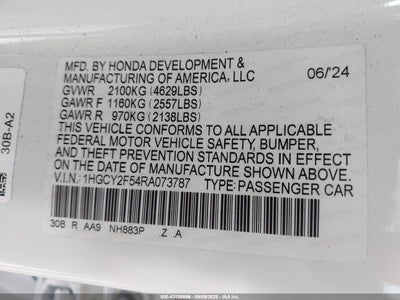 MFD. BY HONDA DEVELOPMENT &
MANUFACTURING OF AMERICA, LLC 06/24
GVWR 2100KG (4629LBS)
GAWR F 1160KG (2557LBS)
GAWR R 970KG (2138LBS)
THIS VEHICLE CONFORMS TO ALL APPLICABLE
FEDERAL MOTOR VEHICLE SAFETY, BUMPER,
AND THEFT PREVENTION STANDARDS IN EFFECT
ON THE DATE OF MANUFACTURE SHOWN ABOVE.
V.I.N.: 1HGCY2F54RA073787 TYPE: PASSENGER CAR
30B R AA9 NH883P Z A
30B-A2